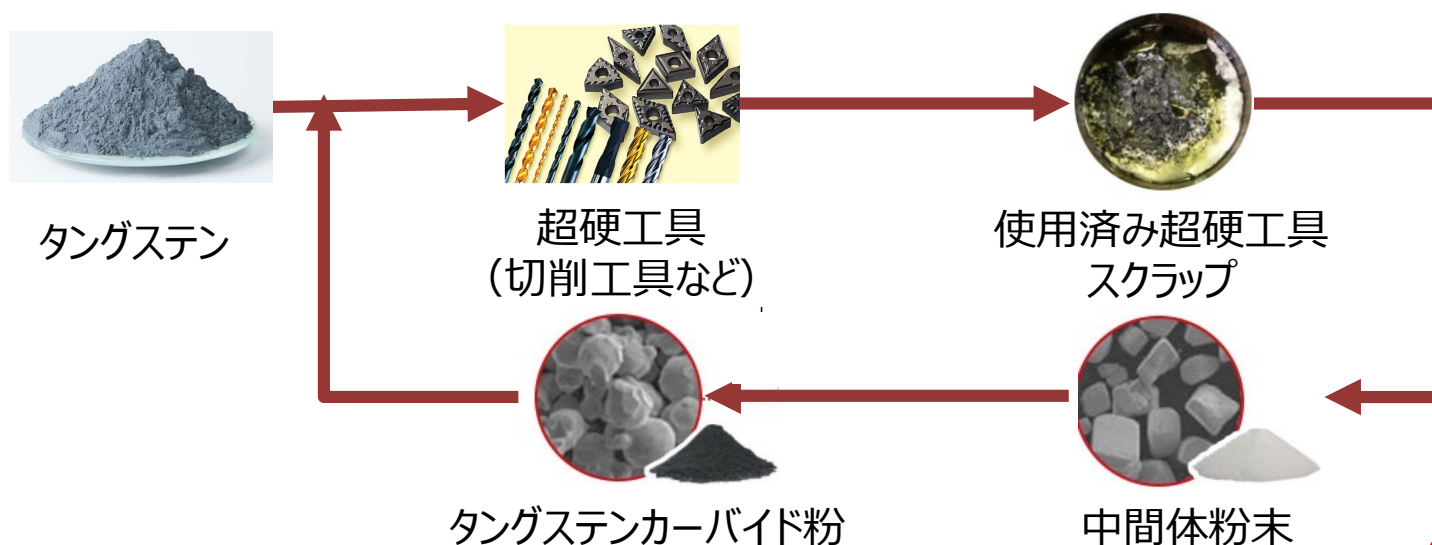 タングステン
超硬工具
(切削工具など)
使用済み超硬工具
スクラップ
タングステンカーバイド粉
中間体粉末